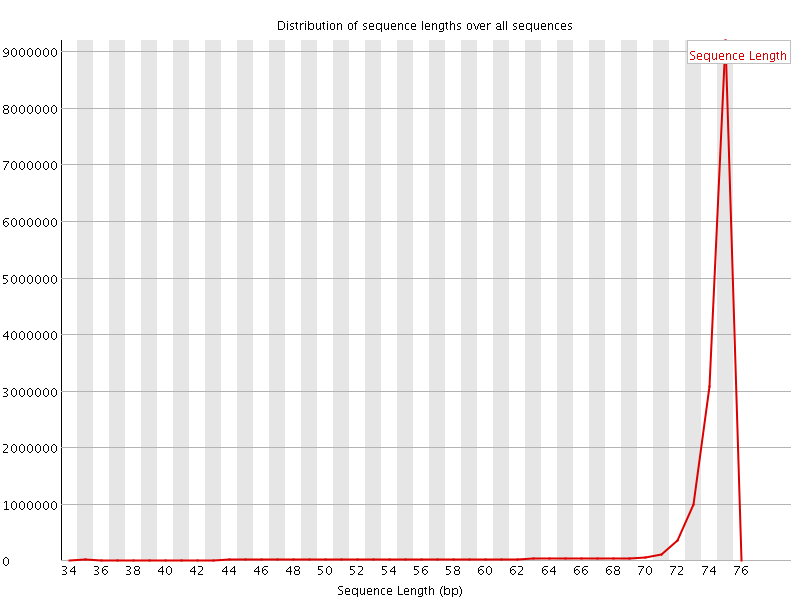 Distribution of sequence lengths over all sequences
Sequence Length
9000000
8000000
7000000
6000000
5000000
4000000
3000000
2000000
1000000
0
34 36 38 40 42 44 46 48 50 52 54 56 58 60 62 64 66 68 70 72 74 76
Sequence Length (bp)